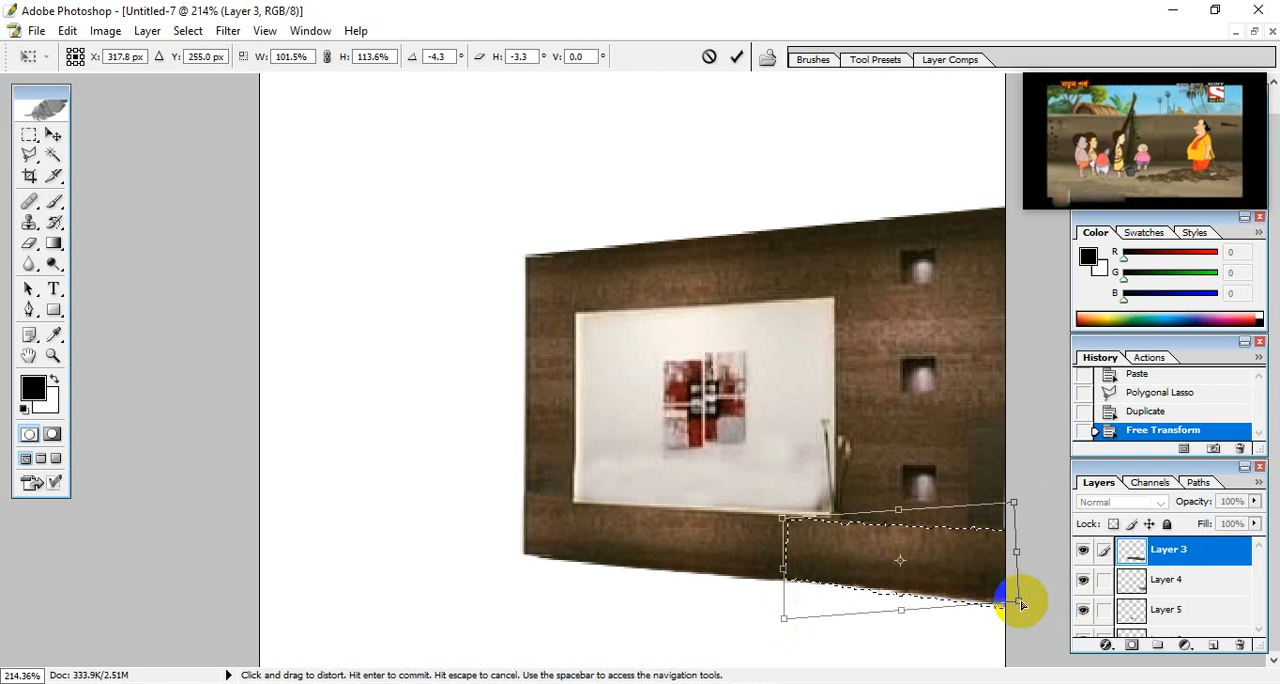 Adobe Photoshop - [Untitled-7 @ 214% (Layer 3, RGB/8)]
File Edit Image Layer Select Filter View Window Help
X: 317.8 px Y: 255.0 px W: 101.5% H: 113.6% -4.3 ° H: -3.3 ° V: 0.0 °
Brushes Tool Presets Layer Comps
নতুন পর্ব
S
Color Swatches Styles
R 0
G 0
B 0
History Actions
Paste
Polygonal Lasso
Duplicate
Free Transform
Layers Channels Paths
Normal Opacity: 100%
Lock: Fill: 100%
Layer 3
Layer 4
Layer 5
T
214.36% Doc: 333.9K/2.51M Click and drag to distort. Hit enter to commit. Hit escape to cancel. Use the spacebar to access the navigation tools.